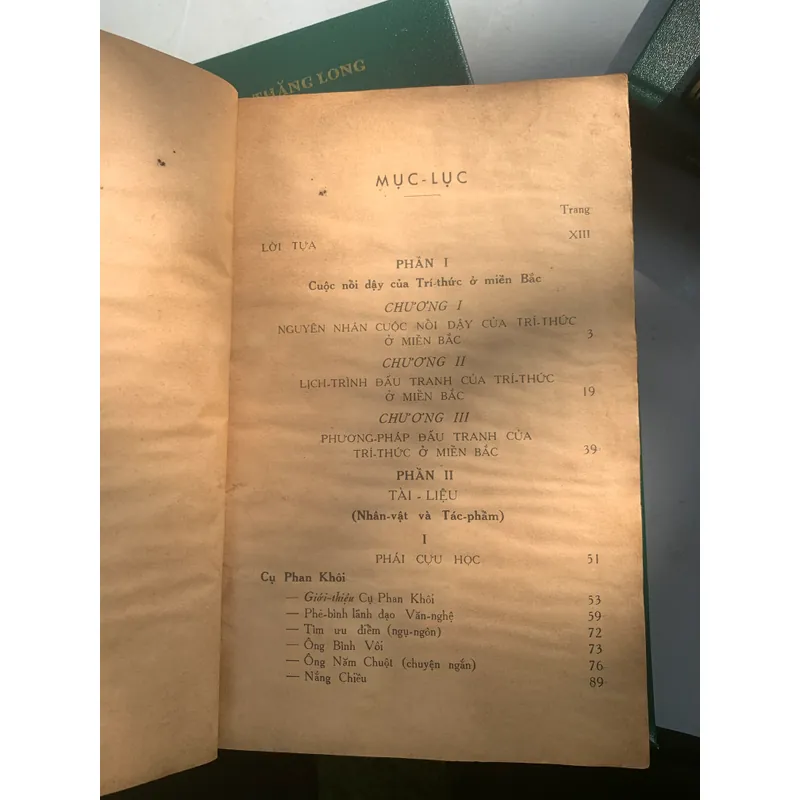 THĂNG LONG
MỤC-LỤC
Trang
LỜI TỰA XIII
PHẦN I
Cuộc nổi dậy của Trí-thức ở miền Bắc
CHƯƠNG I
NGUYÊN NHÂN CUỘC NỔI DẬY CỦA TRÍ-THỨC
Ở MIỀN BẮC 3
CHƯƠNG II
LỊCH-TRÌNH ĐẤU TRANH CỦA TRÍ-THỨC
Ở MIỀN BẮC 19
CHƯƠNG III
PHƯƠNG-PHÁP ĐẤU TRANH CỦA
TRÍ-THỨC Ở MIỀN BẮC 39
PHẦN II
TÀI - LIỆU
(Nhân-vật và Tác-phẩm)
I
PHÁI CỰU HỌC 51
Cụ Phan Khôi
— Giới-thiệu Cụ Phan Khôi 53
— Phê-bình lãnh đạo Văn-nghệ 59
— Tìm ưu điểm (ngụ-ngôn) 72
— Ông Bình Vôi 73
— Ông Năm Chuột (chuyện ngắn) 76
— Nắng Chiều 89